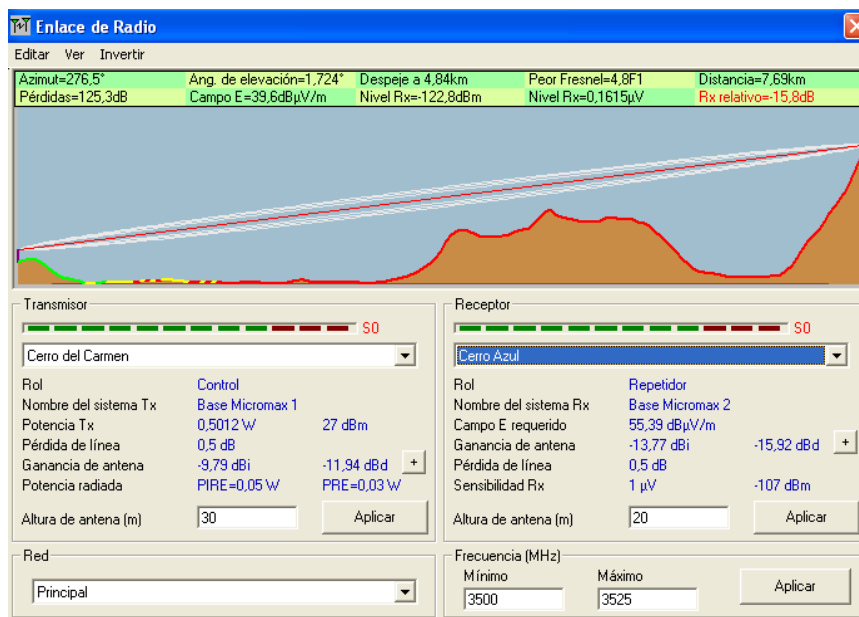 Enlace de Radio
Editar Ver Invertir
Azimut=276,5° Ang. de elevación=1,724° Despeje a 4,84km Peor Fresnel=4,8F1 Distancia=7,69km
Pérdidas=125,3dB Campo E=39,6dBµV/m Nivel Rx=-122,8dBm Nivel Rx=0,1615µV Rx relativo=-15,8dB
Transmisor
S0
Cerro del Carmen
Rol Control
Nombre del sistema Tx Base Micromax 1
Potencia Tx 0,5012 W 27 dBm
Pérdida de línea 0,5 dB
Ganancia de antena -9,79 dBi -11,94 dBd +
Potencia radiada PIRE=0,05 W PRE=0,03 W
Altura de antena (m) 30 Aplicar
Receptor
S0
Cerro Azul
Rol Repetidor
Nombre del sistema Rx Base Micromax 2
Campo E requerido 55,39 dBµV/m
Ganancia de antena -13,77 dBi -15,92 dBd +
Pérdida de línea 0,5 dB
Sensibilidad Rx 1 µV -107 dBm
Altura de antena (m) 20 Aplicar
Red
Principal
Frecuencia (MHz)
Mínimo Máximo
3500 3525 Aplicar